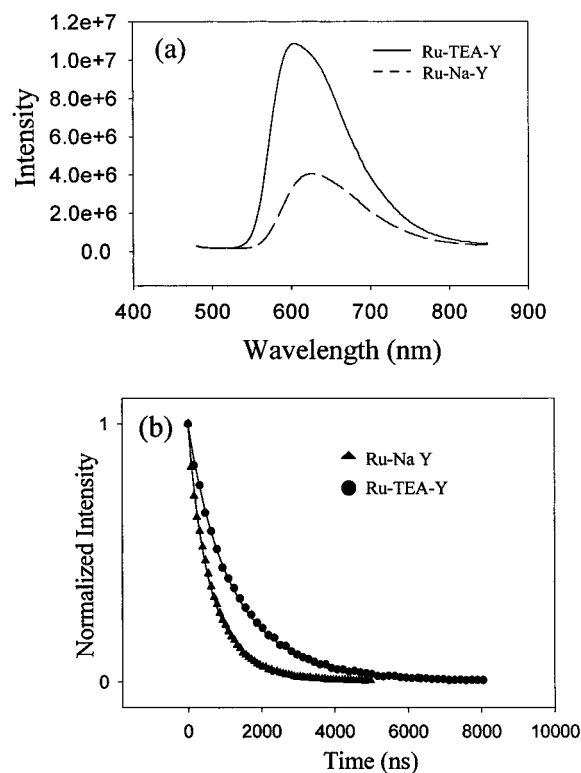 (a)
Ru-TEA-Y
Ru-Na-Y
Intensity
1.2e+7
1.0e+7
8.0e+6
6.0e+6
4.0e+6
2.0e+6
0.0
400 500 600 700 800 900
Wavelength (nm)
(b)
Ru-Na Y
Ru-TEA-Y
Normalized Intensity
1
0
0 2000 4000 6000 8000 10000
Time (ns)